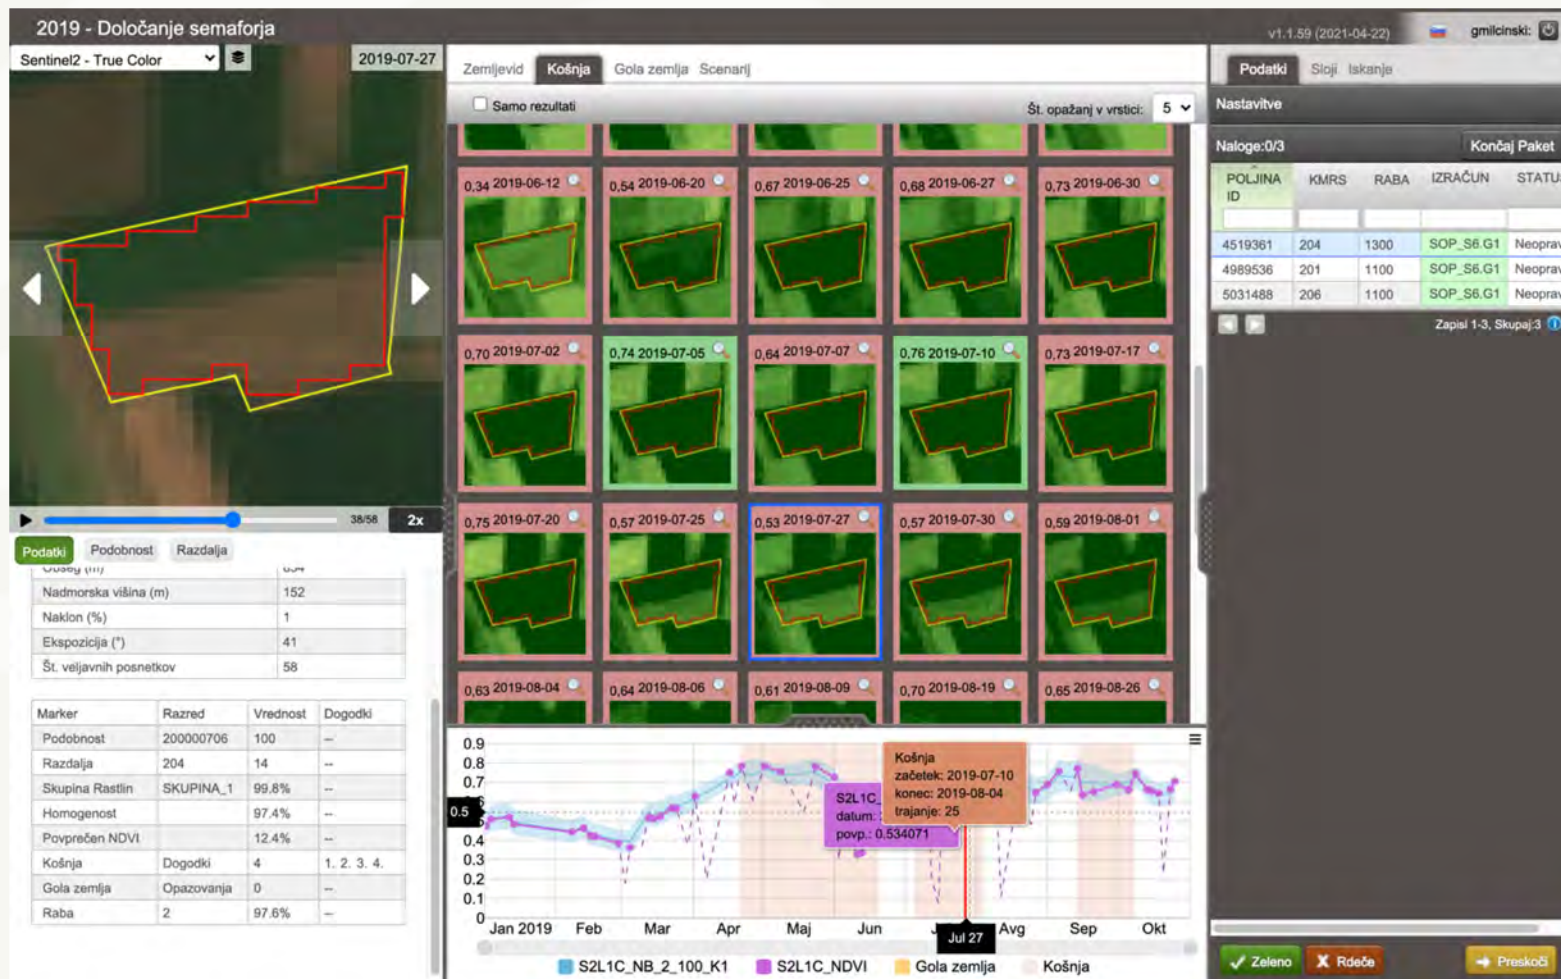 2019 - Določanje semaforja
v1.1.59 (2021-04-22)
gmilcinski:
Sentinel2 - True Color
2019-07-27
Zemljevid Košnja Gola zemlja Scenarij
Podatki Sloji Iskanje
Samo rezultati
Št. opažanj v vrstici: 5
Nastavitve
Naloge:0/3 Končaj Paket
POLJINA ID KMRS RABA IZRAČUN STATUS
4519361 204 1300 SOP_S6.G1 Neoprav
4989536 201 1100 SOP_S6.G1 Neoprav
5031488 206 1100 SOP_S6.G1 Neoprav
Zapisi 1-3, Skupaj:3
0,34 2019-06-12 0,54 2019-06-20 0,67 2019-06-25 0,68 2019-06-27 0,73 2019-06-30
0,70 2019-07-02 0,74 2019-07-05 0,64 2019-07-07 0,76 2019-07-10 0,73 2019-07-17
0,75 2019-07-20 0,57 2019-07-25 0,53 2019-07-27 0,57 2019-07-30 0,59 2019-08-01
0,63 2019-08-04 0,64 2019-08-06 0,61 2019-08-09 0,70 2019-08-19 0,65 2019-08-26
38/58 2x
Podatki Podobnost Razdalja
Obseg (m)
Nadmorska višina (m) 152
Naklon (%) 1
Ekspozicija (°) 41
Št. veljavnih posnetkov 58
Marker Razred Vrednost Dogodki
Podobnost 200000706 100 --
Razdalja 204 14 --
Skupina Rastlin SKUPINA_1 99.8% --
Homogenost 97.4% --
Povprečen NDVI 12.4% --
Košnja Dogodki 4 1. 2. 3. 4.
Gola zemlja Opazovanja 0 --
Raba 2 97.6% --
0.9
0.8
0.7
0.5
0.4
0.3
0.2
0.1
0
Košnja
začetek: 2019-07-10
konec: 2019-08-04
trajanje: 25
S2L1C_
datum:
povp.: 0.534071
Jan 2019 Feb Mar Apr Maj Jun Jul 27 Avg Sep Okt
S2L1C_NB_2_100_K1 S2L1C_NDVI Gola zemlja Košnja
Zeleno Rdeče Preskoči